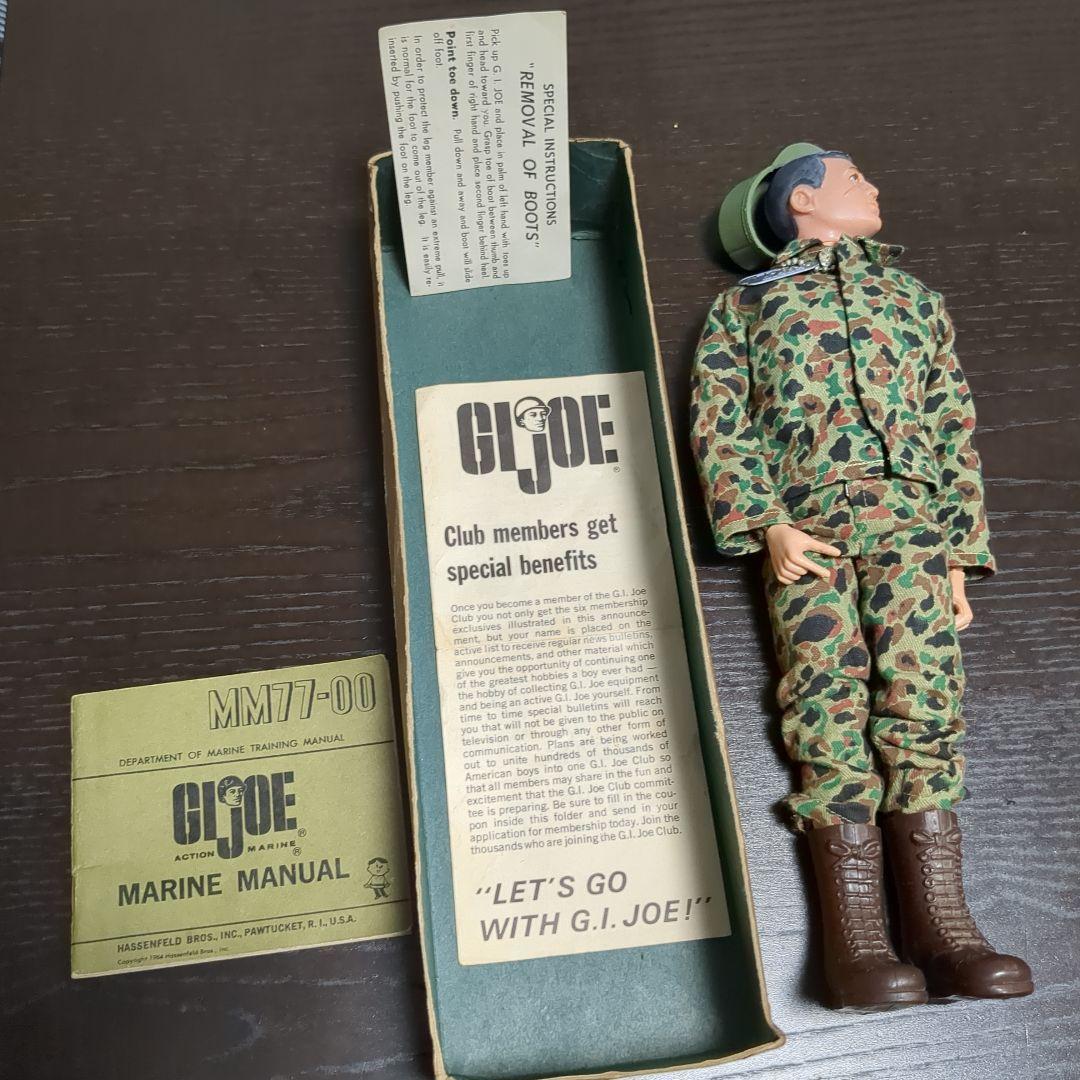 SPECIAL INSTRUCTIONS
"REMOVAL OF BOOTS"
Pick up G. I. JOE and place in palm of left hand with toes up
and head toward you. Grasp toe of boot between thumb and
first finger of right hand and place second finger behind heel.
Point toe down. Pull down and away and boot will slide
off foot.
In order to protect the leg member against an extreme pull, it
is normal for the foot to come out of the leg. It is easily re-
inserted by pushing the foot on the leg.
GI JOE ®
Club members get
special benefits
Once you become a member of the G.I. Joe
Club you not only get the six membership
exclusives illustrated in this announce-
ment, but your name is placed on the
active list to receive regular news bulletins,
announcements, and other material which
give you the opportunity of continuing one
of the greatest hobbies a boy ever had —
the hobby of collecting G.I. Joe equipment
and being an active G.I. Joe yourself. From
time to time special bulletins will reach
you that will not be given to the public on
television or through any other form of
communication. Plans are being worked
out to unite hundreds of thousands of
American boys into one G.I. Joe Club so
that all members may share in the fun and
excitement that the G.I. Joe Club commit-
tee is preparing. Be sure to fill in the cou-
pon inside this folder and send in your
application for membership today. Join the
thousands who are joining the G.I. Joe Club.
"LET'S GO
WITH G.I. JOE!"
MM77-00
DEPARTMENT OF MARINE TRAINING MANUAL
GI JOE ®
ACTION MARINE ®
MARINE MANUAL
HASSENFELD BROS., INC., PAWTUCKET, R. I., U.S.A.
Copyright 1964 Hassenfeld Bros., Inc.